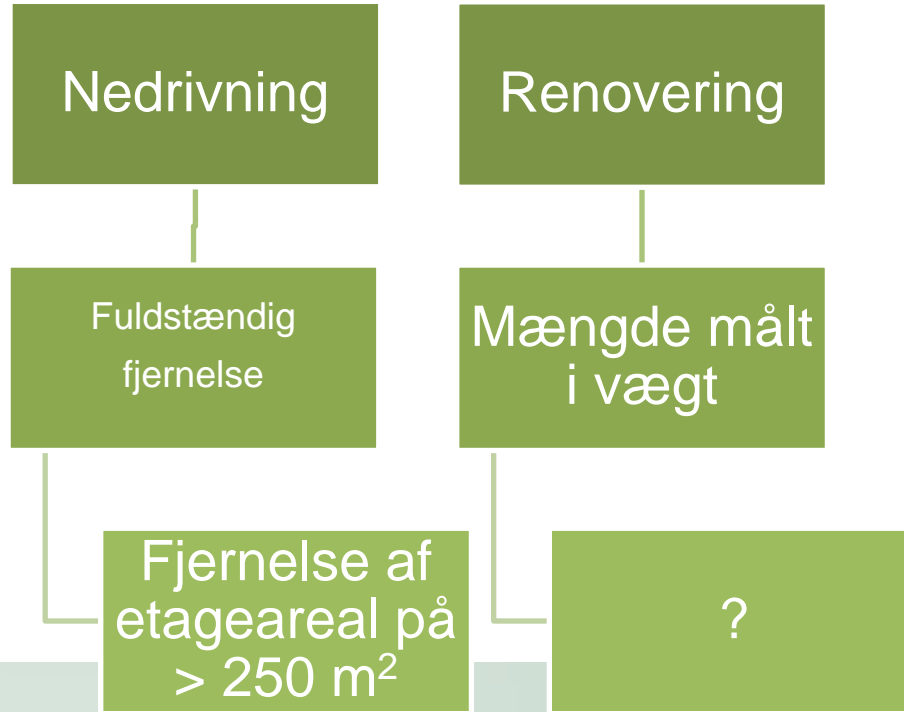 Nedrivning
Fuldstændig
fjernelse
Fjernelse af
etageareal på
> 250 m²
Renovering
Mængde målt
i vægt
?